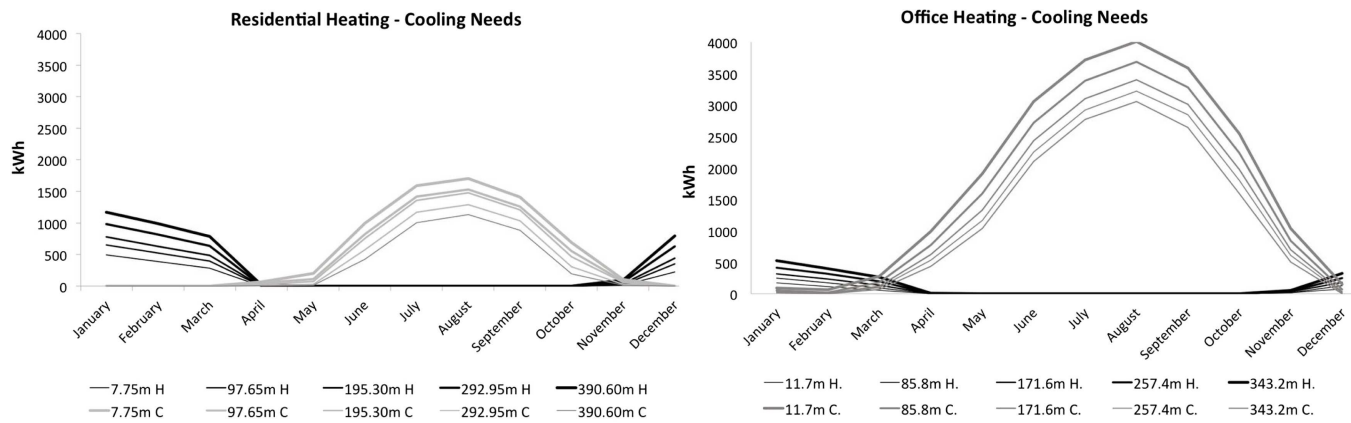 Residential Heating - Cooling Needs
4000
3500
3000
2500
2000
1500
1000
500
0
kWh
January
February
March
April
May
June
July
August
September
October
November
December
7.75m H
97.65m H
195.30m H
292.95m H
390.60m H
7.75m C
97.65m C
195.30m C
292.95m C
390.60m C
Office Heating - Cooling Needs
4000
3500
3000
2500
2000
1500
1000
500
0
kWh
January
February
March
April
May
June
July
August
September
October
November
December
11.7m H.
85.8m H.
171.6m H.
257.4m H.
343.2m H.
11.7m C.
85.8m C.
171.6m C.
257.4m C.
343.2m C.